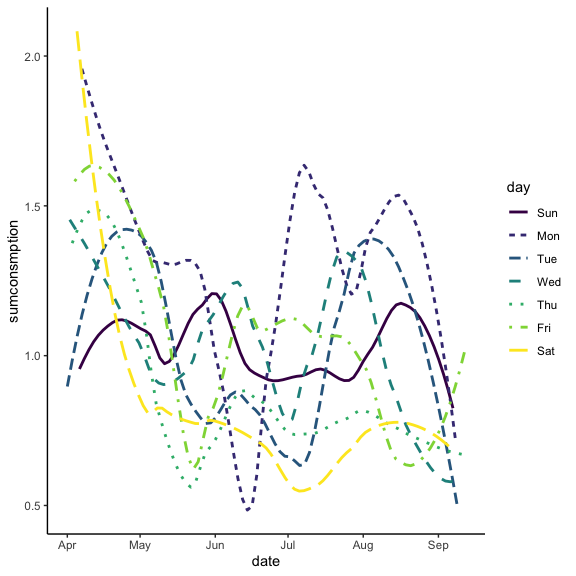 2.0
1.5
1.0
0.5
sumconsmption
Apr May Jun Jul Aug Sep
date
day
Sun
Mon
Tue
Wed
Thu
Fri
Sat